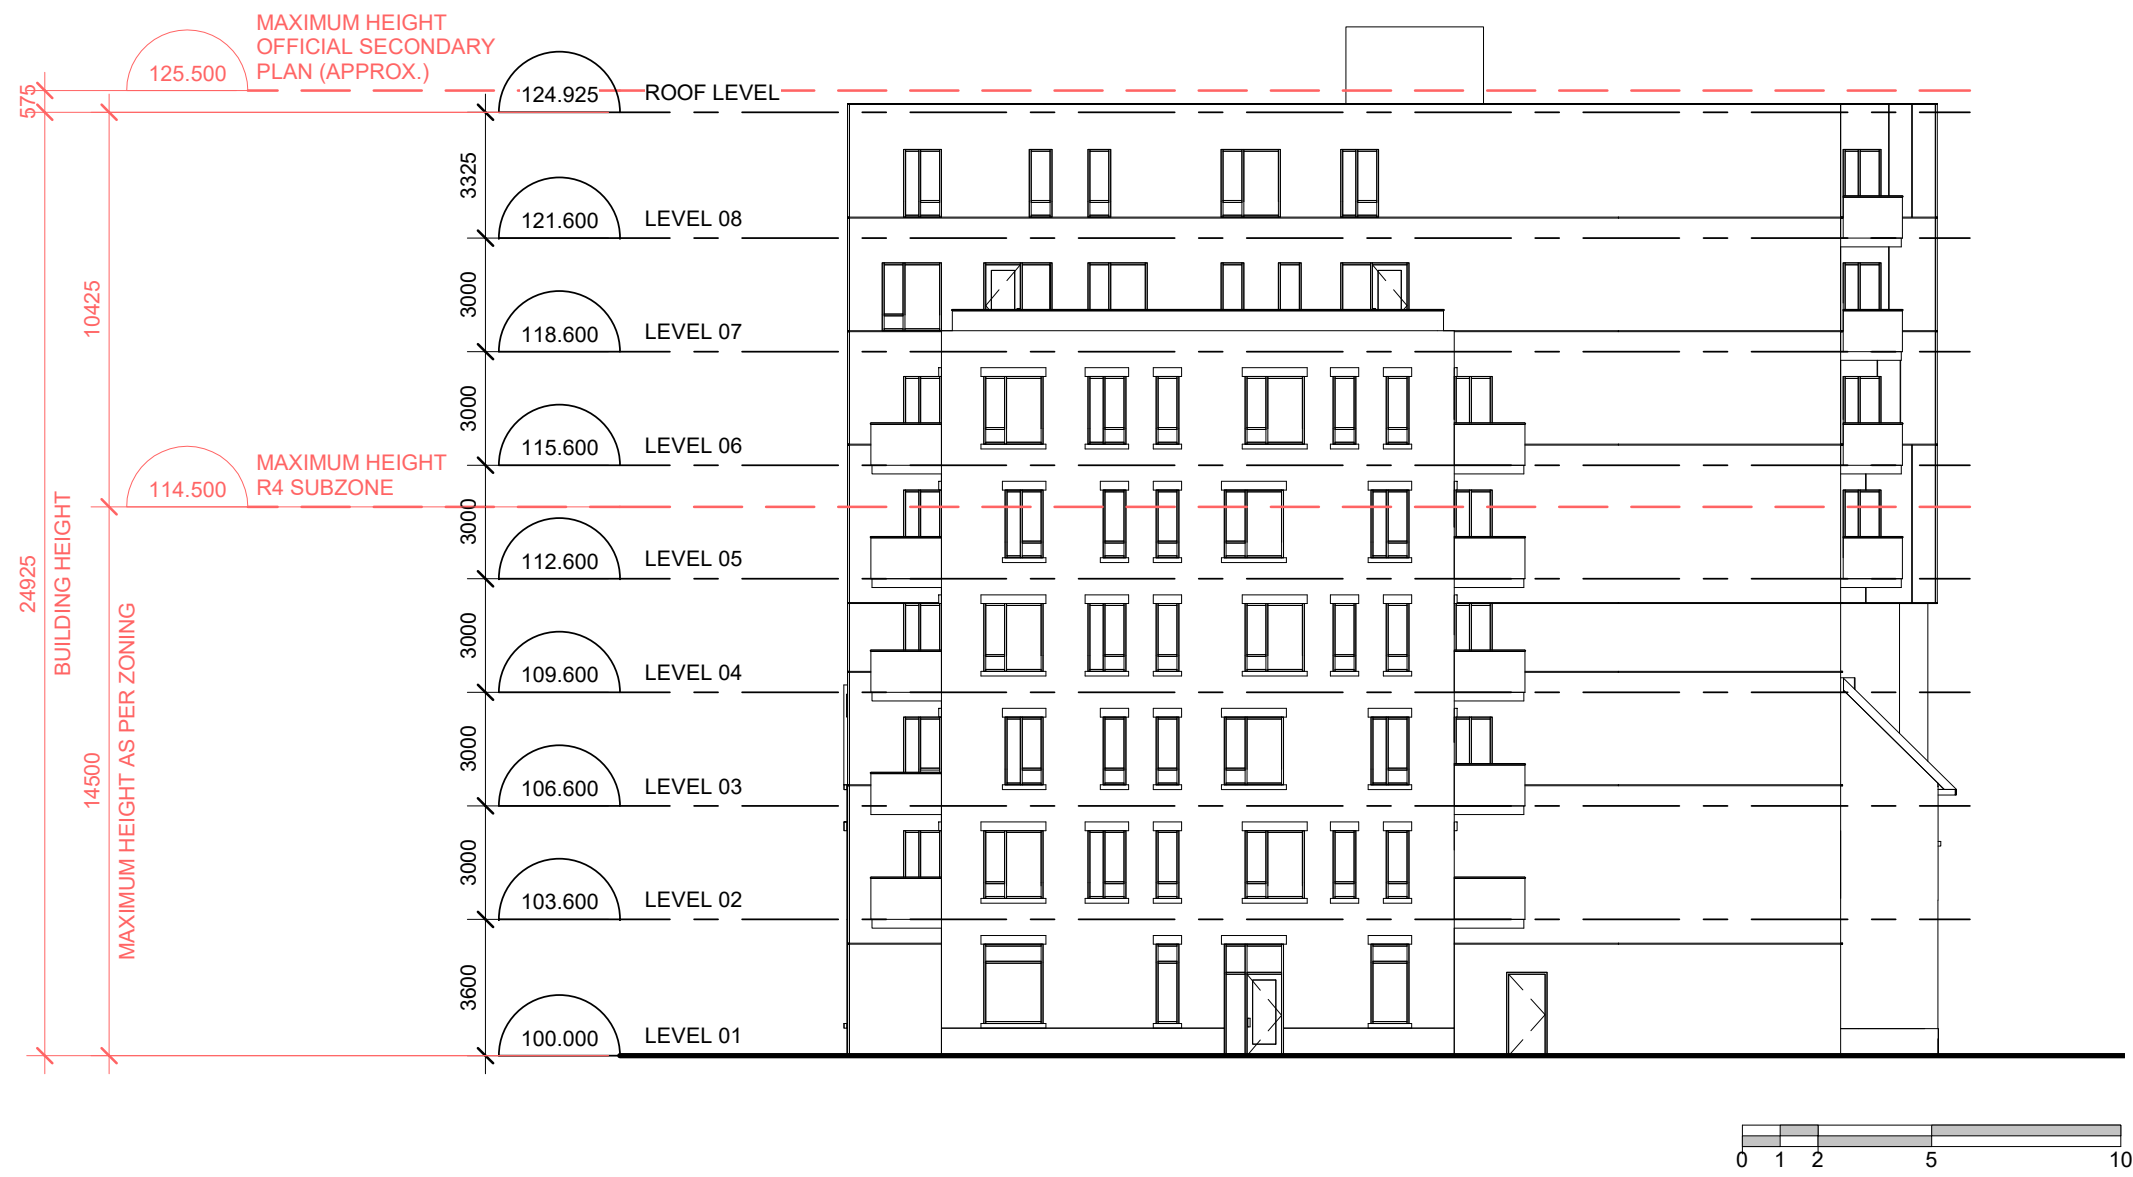 MAXIMUM HEIGHT
OFFICIAL SECONDARY
PLAN (APPROX.)
125.500
575
124.925 ROOF LEVEL
3325
121.600 LEVEL 08
3000
10425
118.600 LEVEL 07
3000
115.600 LEVEL 06
MAXIMUM HEIGHT
R4 SUBZONE
114.500
3000
112.600 LEVEL 05
24925
BUILDING HEIGHT
3000
109.600 LEVEL 04
14500
MAXIMUM HEIGHT AS PER ZONING
3000
106.600 LEVEL 03
3000
103.600 LEVEL 02
3600
100.000 LEVEL 01
0 1 2 5 10